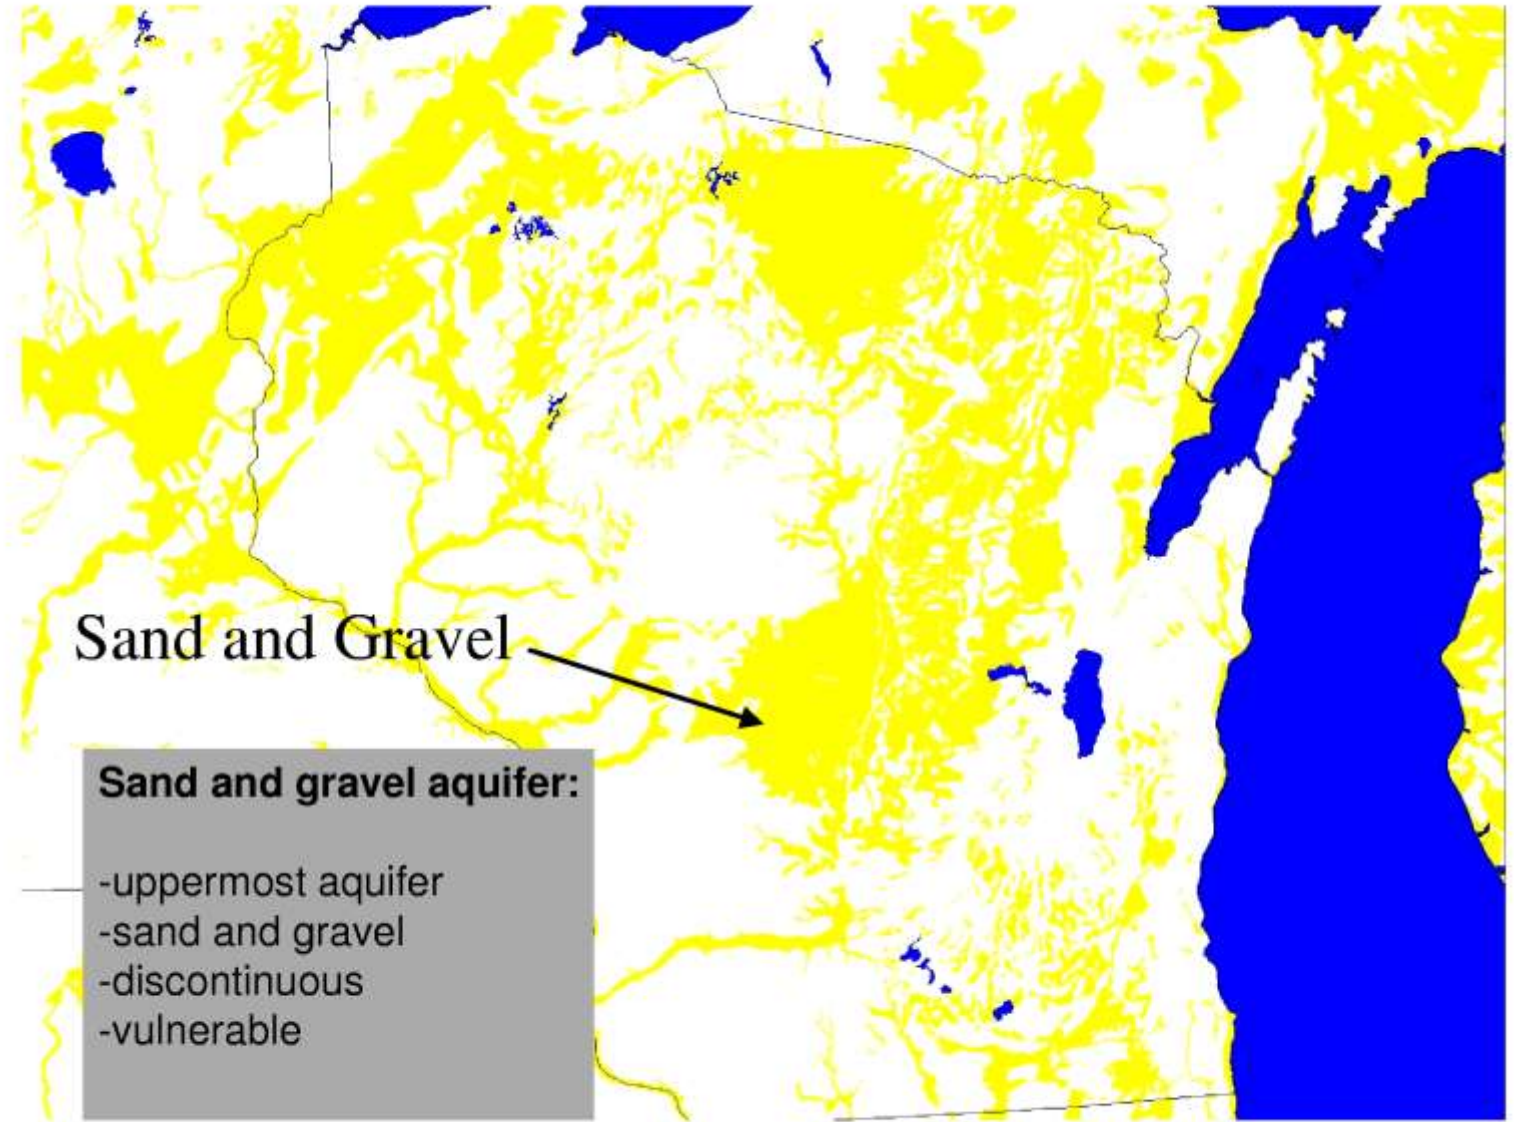 Sand and Gravel
Sand and gravel aquifer:
-uppermost aquifer
-sand and gravel
-discontinuous
-vulnerable